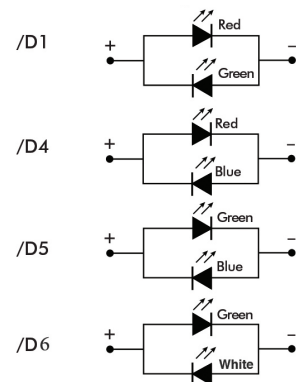 /D1
+
Red
−
Green
/D4
+
Red
−
Blue
/D5
+
Green
−
Blue
/D6
+
Green
−
White